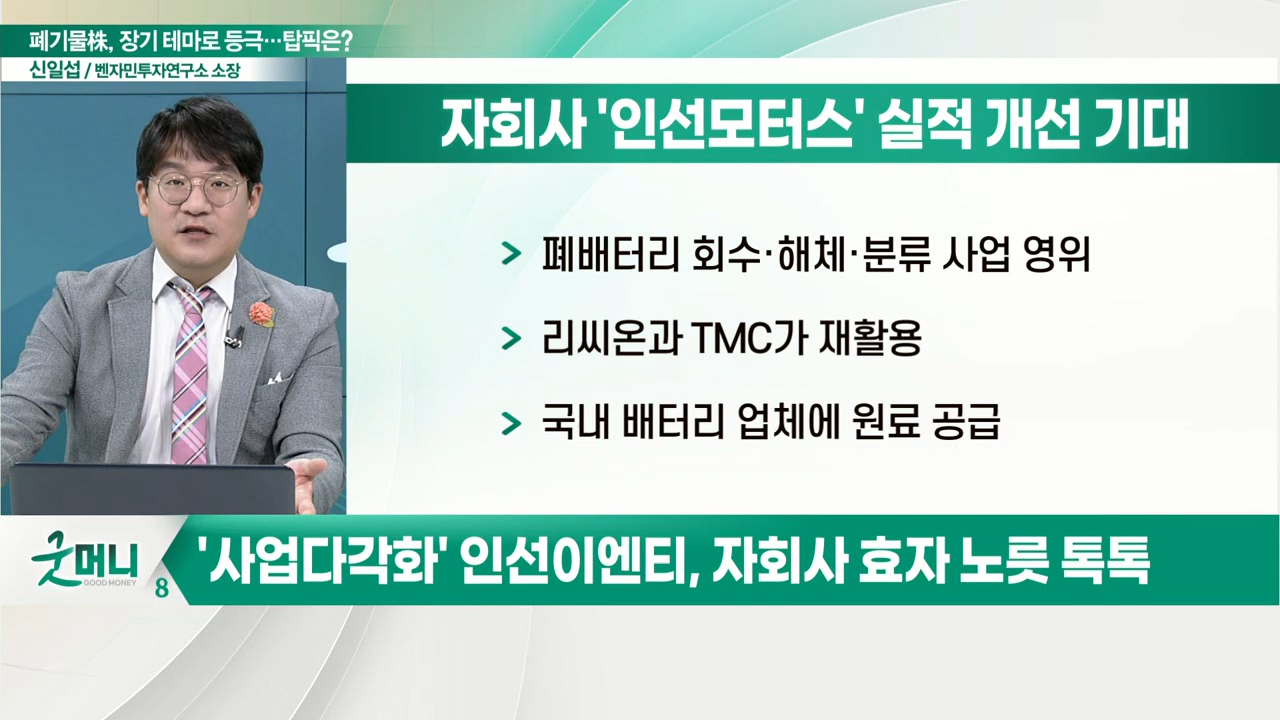 폐기물株, 장기 테마로 등극…탑픽은?
신일섭 / 벤자민투자연구소 소장
자회사 '인선모터스' 실적 개선 기대
> 폐배터리 회수·해체·분류 사업 영위
> 리씨온과 TMC가 재활용
> 국내 배터리 업체에 원료 공급
굿머니
GOOD MONEY
8
'사업다각화' 인선이엔티, 자회사 효자 노릇 톡톡